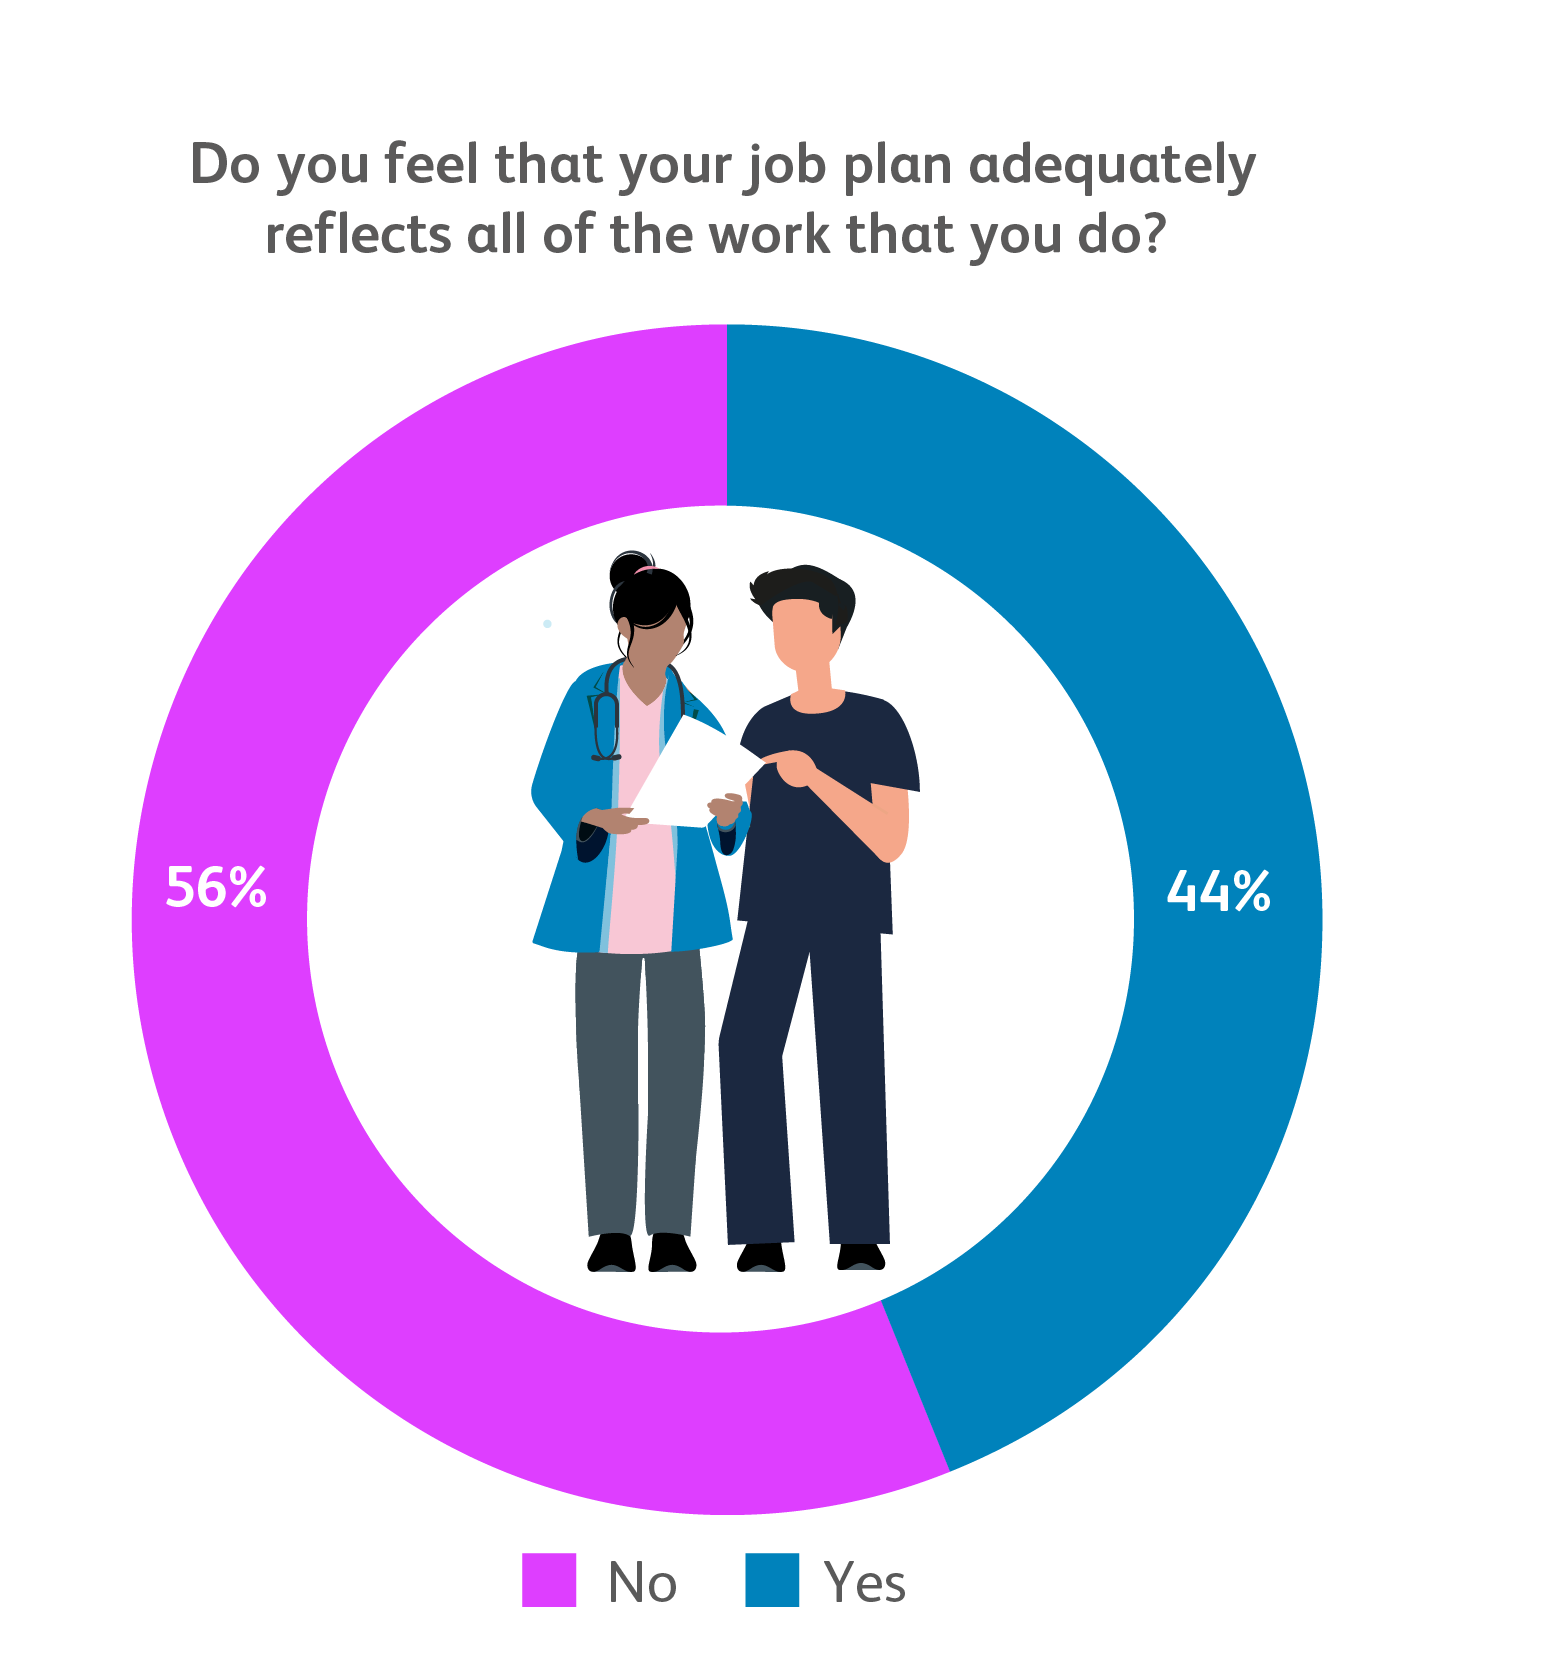 Do you feel that your job plan adequately
reflects all of the work that you do?
56%
44%
No
Yes